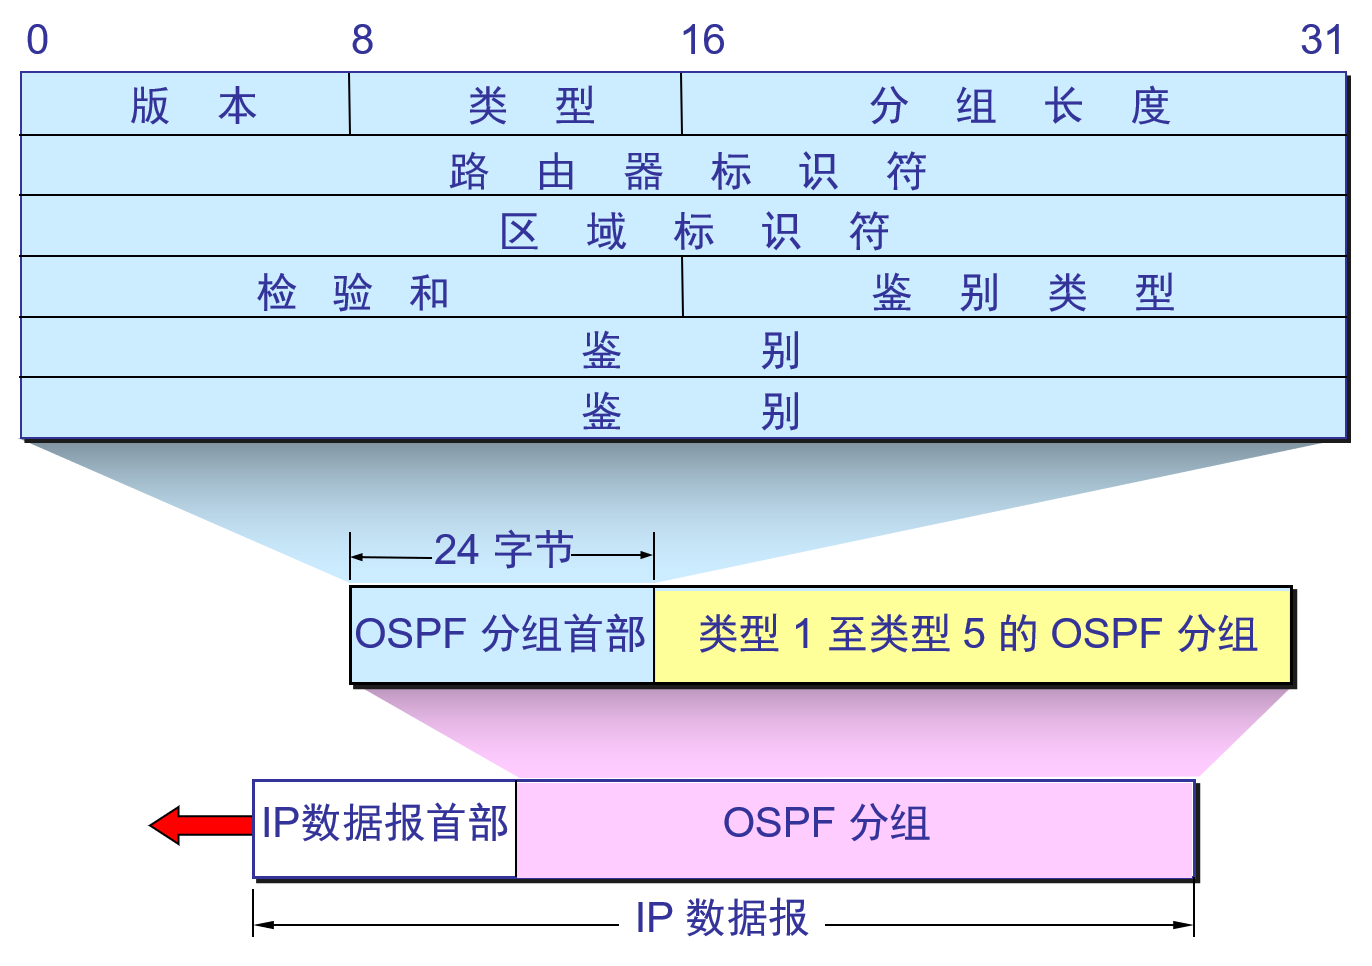 0 8 16 31
版 本 类 型 分 组 长 度
路 由 器 标 识 符
区 域 标 识 符
检 验 和 鉴 别 类 型
鉴 别
鉴 别
24 字节
OSPF 分组首部 类型 1 至类型 5 的 OSPF 分组
IP数据报首部 OSPF 分组
IP 数据报